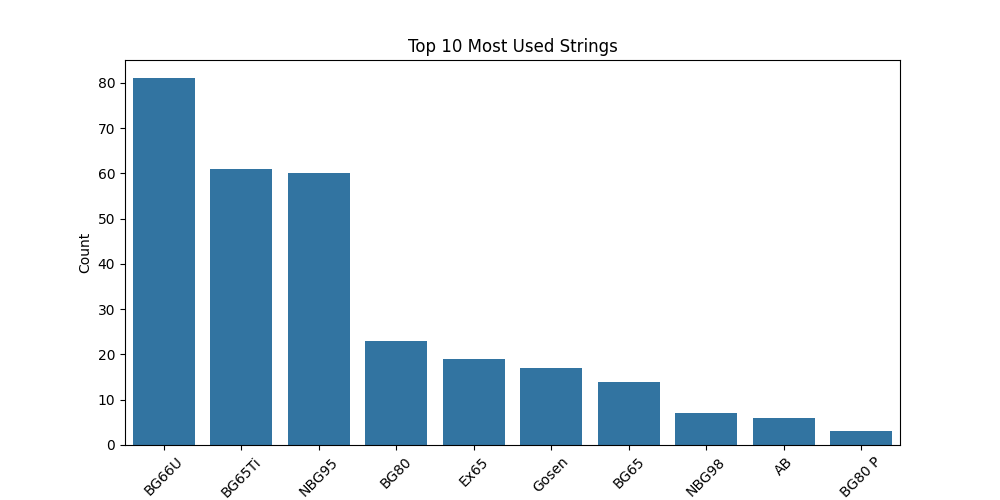 Top 10 Most Used Strings
Count
80
70
60
50
40
30
20
10
0
BG66U
BG65Ti
NBG95
BG80
Ex65
Gosen
BG65
NBG98
AB
BG80 P